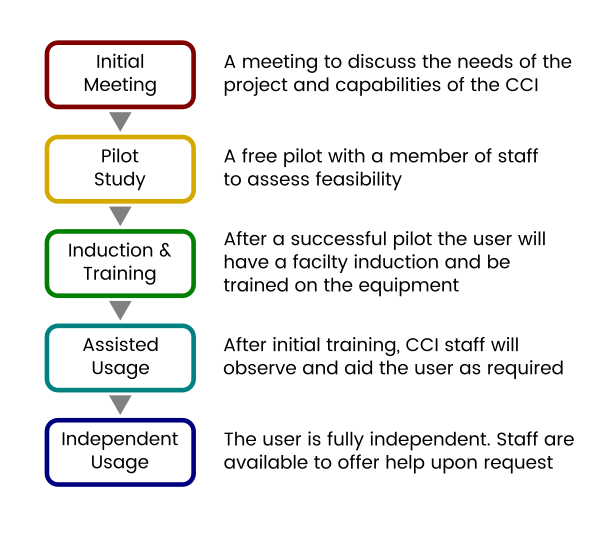 Initial
Meeting
A meeting to discuss the needs of the
project and capabilities of the CCI
Pilot
Study
A free pilot with a member of staff
to assess feasibility
Induction &
Training
After a successful pilot the user will
have a facilty induction and be
trained on the equipment
Assisted
Usage
After initial training, CCI staff will
observe and aid the user as required
Independent
Usage
The user is fully independent. Staff are
available to offer help upon request